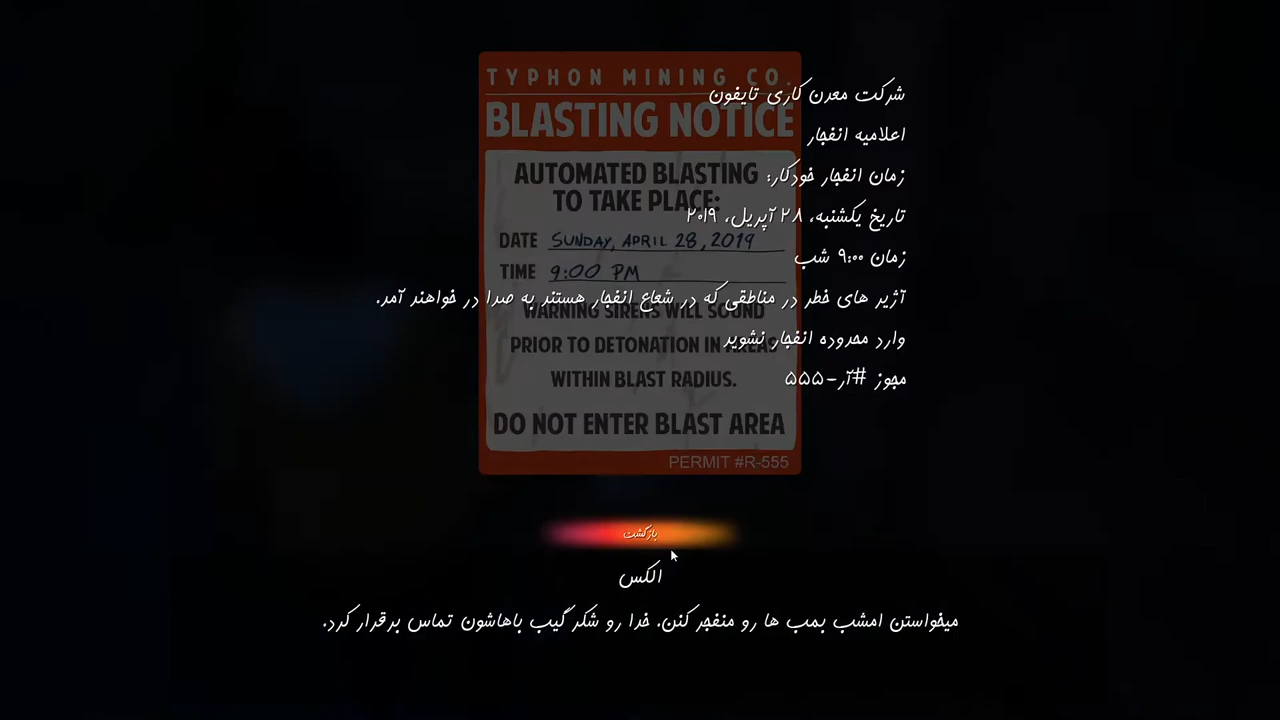 TYPHON MINING CO.
BLASTING NOTICE
AUTOMATED BLASTING
TO TAKE PLACE:
DATE SUNDAY, APRIL 28, 2019
TIME 9:00 PM
WARNING SIRENS WILL SOUND
PRIOR TO DETONATION IN AREAS
WITHIN BLAST RADIUS.
DO NOT ENTER BLAST AREA
PERMIT #R-555
شرکت معدن کاری تایفون
اعلامیه انفجار
زمان انفجار خودکار:
تاریخ یکشنبه، ۲۸ آپریل، ۲۰۱۹
زمان ۹:۰۰ شب
آژیر های خطر در مناطقی که در شعاع انفجار هستند به صدا در خواهند آمد.
وارد محدوده انفجار نشوید
مجوز #آر-۵۵۵
بازگشت
الکس
میخواستن امشب بمب ها رو منفجر کنن. خدا رو شکر گیب باهاشون تماس برقرار کرد.